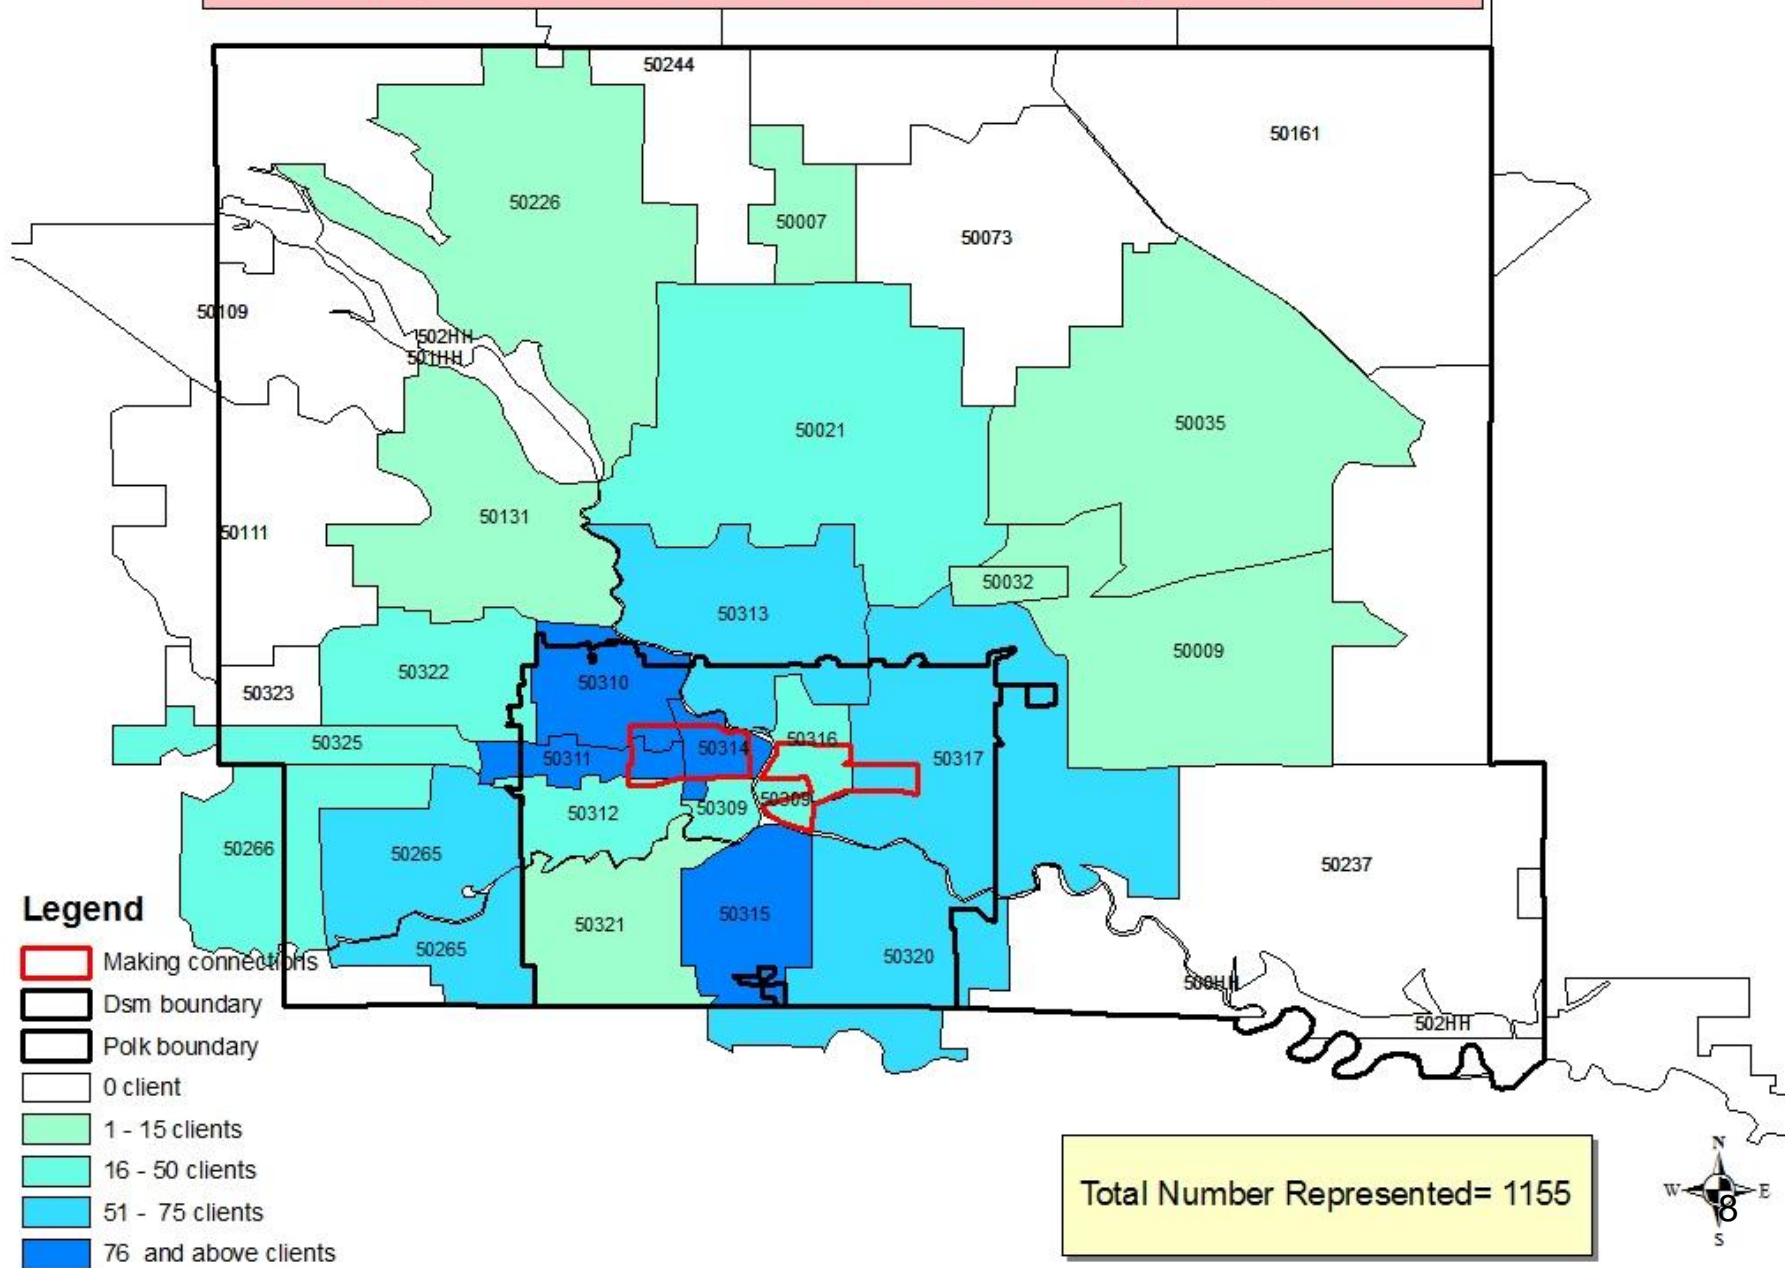 50244
50161
50226
50007
50073
50109
502HH
501HH
50021
50035
50131
50111
50032
50313
50009
50322
50310
50323
50325
50311
50314
50316
50317
50312
50309
50309
50266
50265
50237
50315
50321
50265
50320
500HH
502HH
Legend
Making connections
Dsm boundary
Polk boundary
0 client
1 - 15 clients
16 - 50 clients
51 - 75 clients
76 and above clients
Total Number Represented= 1155
N
W
E
S
8